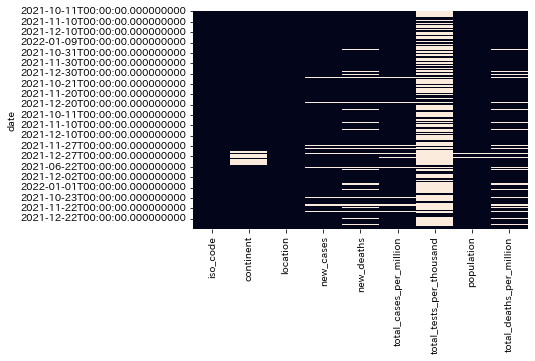 2021-10-11T00:00:00.000000000
2021-11-10T00:00:00.000000000
2021-12-10T00:00:00.000000000
2022-01-09T00:00:00.000000000
2021-10-31T00:00:00.000000000
2021-11-30T00:00:00.000000000
2021-12-30T00:00:00.000000000
2021-10-21T00:00:00.000000000
2021-11-20T00:00:00.000000000
2021-12-20T00:00:00.000000000
2021-10-11T00:00:00.000000000
2021-11-10T00:00:00.000000000
2021-12-10T00:00:00.000000000
2021-11-27T00:00:00.000000000
2021-12-27T00:00:00.000000000
2021-06-22T00:00:00.000000000
2021-12-02T00:00:00.000000000
2022-01-01T00:00:00.000000000
2021-10-23T00:00:00.000000000
2021-11-22T00:00:00.000000000
2021-12-22T00:00:00.000000000
date
iso_code
continent
location
new_cases
new_deaths
total_cases_per_million
total_tests_per_thousand
population
total_deaths_per_million